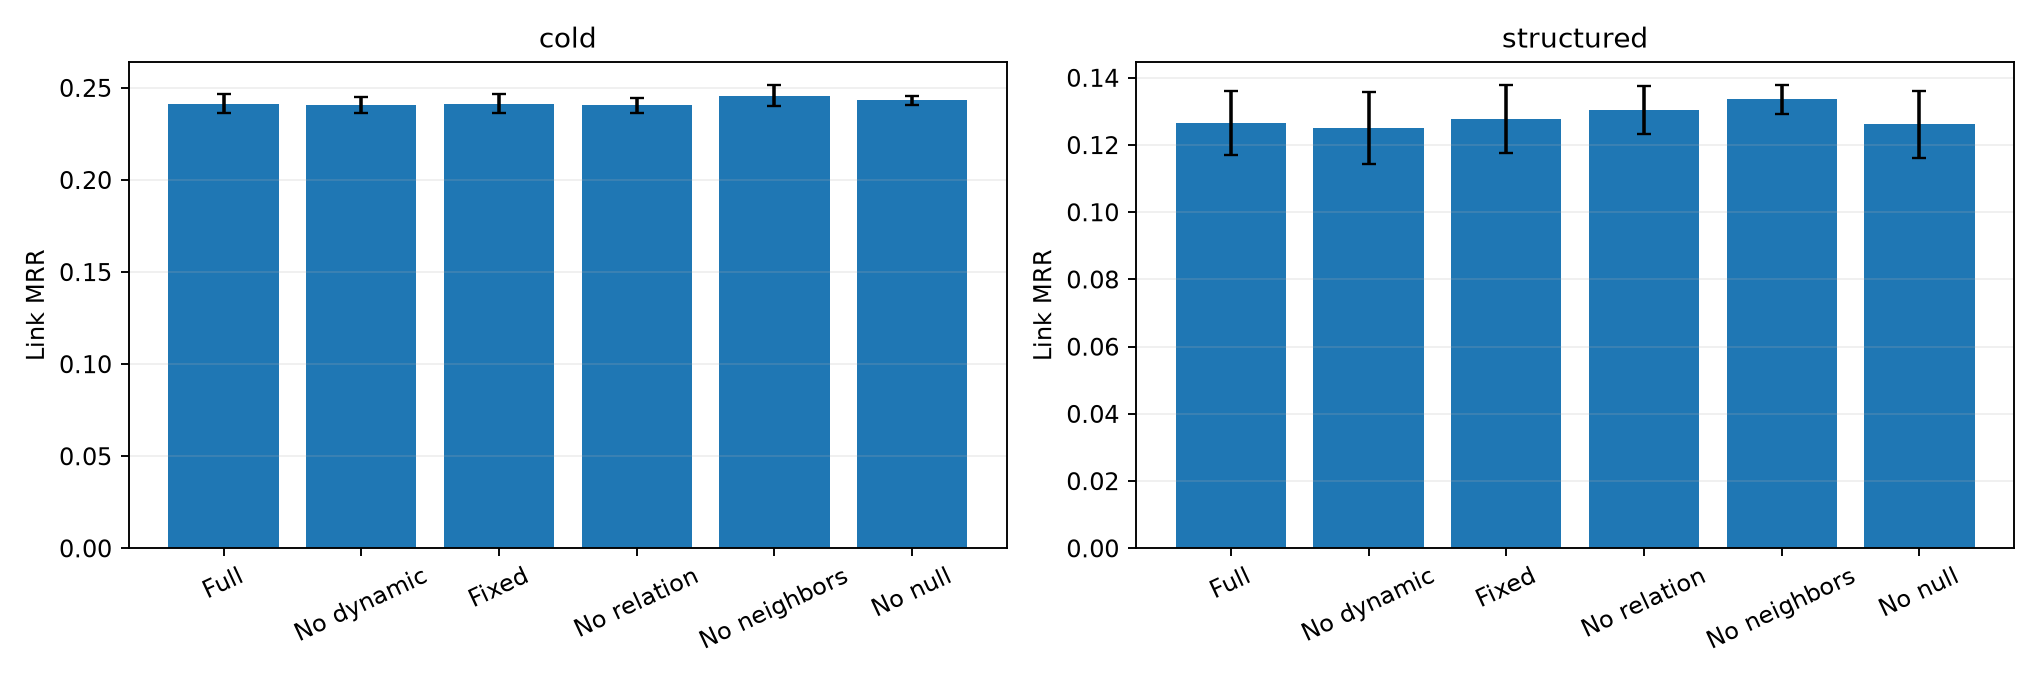 cold
Link MRR
0.25
0.20
0.15
0.10
0.05
0.00
Full
No dynamic
Fixed
No relation
No neighbors
No null
structured
Link MRR
0.14
0.12
0.10
0.08
0.06
0.04
0.02
0.00
Full
No dynamic
Fixed
No relation
No neighbors
No null